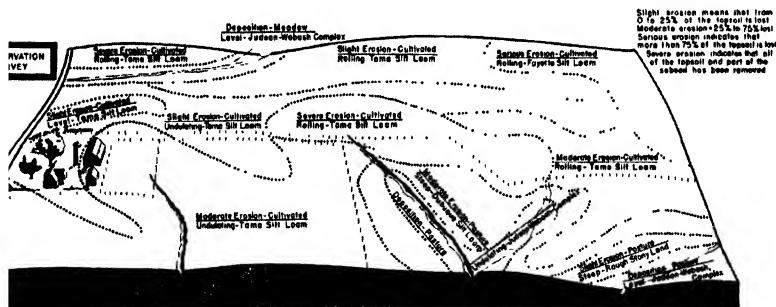 Slight erosion means that from
0 to 25% of the topsoil is lost
Moderate erosion=25% to 75% lost
Serious erosion indicates that
more than 75% of the topsoil is lost
Severe erosion indicates that all
of the topsoil and part of the
subsoil has been removed
Deposition-Meadow
Level-Judson-Wabash Complex
Severe Erosion-Cultivated
Rolling-Tama Silt Loam
Slight Erosion-Cultivated
Rolling Tama Silt Loam
Serious Erosion-Cultivated
Rolling-Fayette Silt Loam
RVATION
RVEY
Slight Erosion-Cultivated
Level-Tama Silt Loam
Slight Erosion-Cultivated
Undulating-Tama Silt Loam
Severe Erosion-Cultivated
Rolling-Tama Silt Loam
Moderate Erosion-Cultivated
Rolling-Tama Silt Loam
Moderate Erosion-Cultivated
Undulating-Tama Silt Loam
Deposition-Pasture
Moderate Erosion-Pasture
Silt Loam
Slight Erosion-Pasture
Steep-Rough Stony Land
Deposition Pasture
Level-Judson-Wabash
Complex